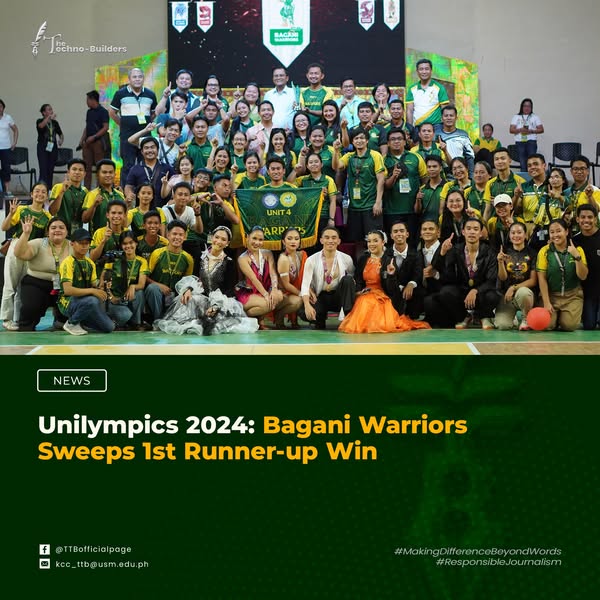 The
Techno-Builders
BAGANI
WARRIORS
UNIT 4
WARRIORS
NEWS
Unilympics 2024: Bagani Warriors
Sweeps 1st Runner-up Win
@TTBofficialpage
kcc_ttb@usm.edu.ph
#MakingDifferenceBeyondWords
#ResponsibleJournalism